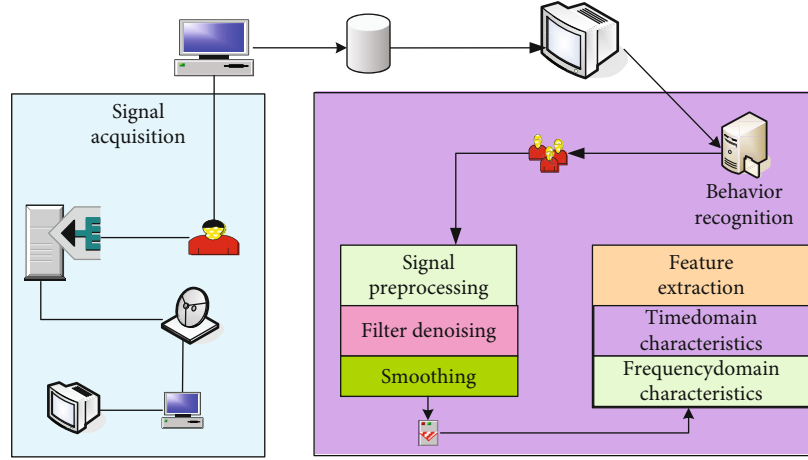 Signal
acquisition
Behavior
recognition
Signal
preprocessing
Filter denoising
Smoothing
Feature
extraction
Timedomain
characteristics
Frequencydomain
characteristics